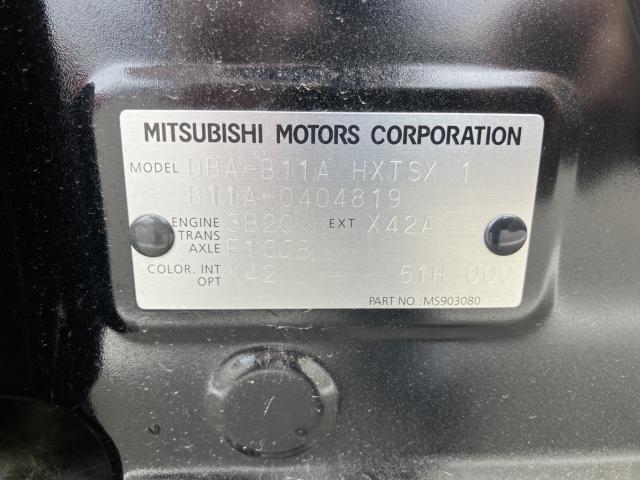 MITSUBISHI MOTORS CORPORATION
MODEL DBA-B11A HXTSX 1
B11A-0404819
ENGINE 3B20 EXT X42A
TRANS
AXLE
COLOR. INT X42 51H 000
OPT
PART NO.:MS903080